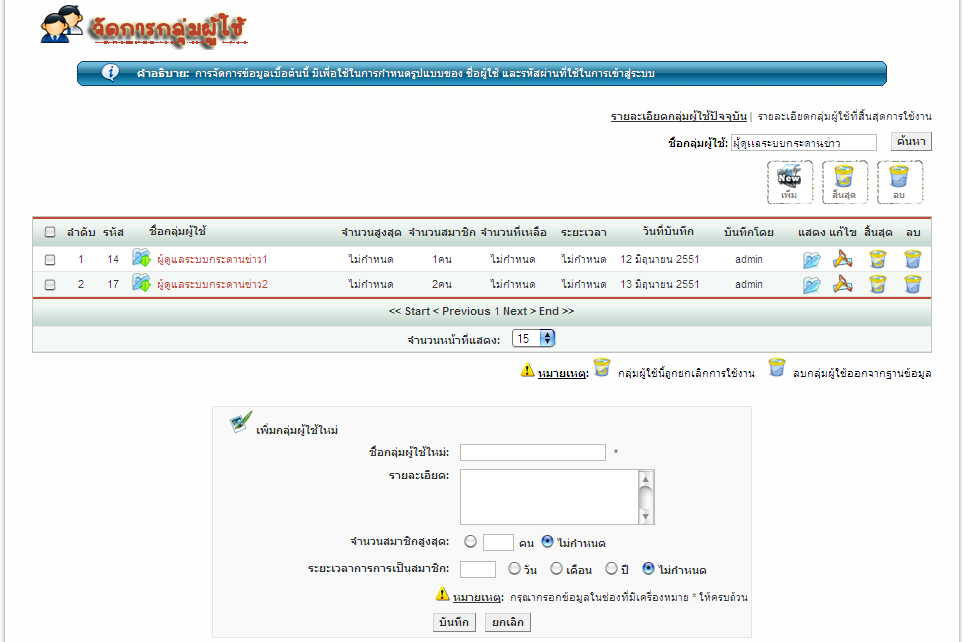 จัดการกลุ่มผู้ใช้
คำอธิบาย: การจัดการข้อมูลเบื้อต้นนี้ มีเพื่อใช้ในการกำหนดรูปแบบของ ชื่อผู้ใช้ และรหัสผ่านที่ใช้ในการเข้าสู่ระบบ
รายละเอียดกลุ่มผู้ใช้ปัจจุบัน | รายละเอียดกลุ่มผู้ใช้ที่สิ้นสุดการใช้งาน
ชื่อกลุ่มผู้ใช้: ผู้ดูแลระบบกระดานข่าว ค้นหา
New
เพิ่ม สิ้นสุด ลบ
ลำดับ รหัส ชื่อกลุ่มผู้ใช้ จำนวนสูงสุด จำนวนสมาชิก จำนวนที่เหลือ ระยะเวลา วันที่บันทึก บันทึกโดย แสดง แก้ไข สิ้นสุด ลบ
1 14 ผู้ดูแลระบบกระดานข่าว1 ไม่กำหนด 1คน ไม่กำหนด ไม่กำหนด 12 มิถุนายน 2551 admin
2 17 ผู้ดูแลระบบกระดานข่าว2 ไม่กำหนด 2คน ไม่กำหนด ไม่กำหนด 13 มิถุนายน 2551 admin
<< Start < Previous 1 Next > End >>
จำนวนหน้าที่แสดง: 15
หมายเหตุ: กลุ่มผู้ใช้นี้ถูกยกเลิกการใช้งาน ลบกลุ่มผู้ใช้ออกจากฐานข้อมูล
เพิ่มกลุ่มผู้ใช้ใหม่
ชื่อกลุ่มผู้ใช้ใหม่: *
รายละเอียด:
จำนวนสมาชิกสูงสุด: คน ไม่กำหนด
ระยะเวลาการการเป็นสมาชิก: วัน เดือน ปี ไม่กำหนด
หมายเหตุ: กรุณากรอกข้อมูลในช่องที่มีเครื่องหมาย * ให้ครบถ้วน
บันทึก ยกเลิก